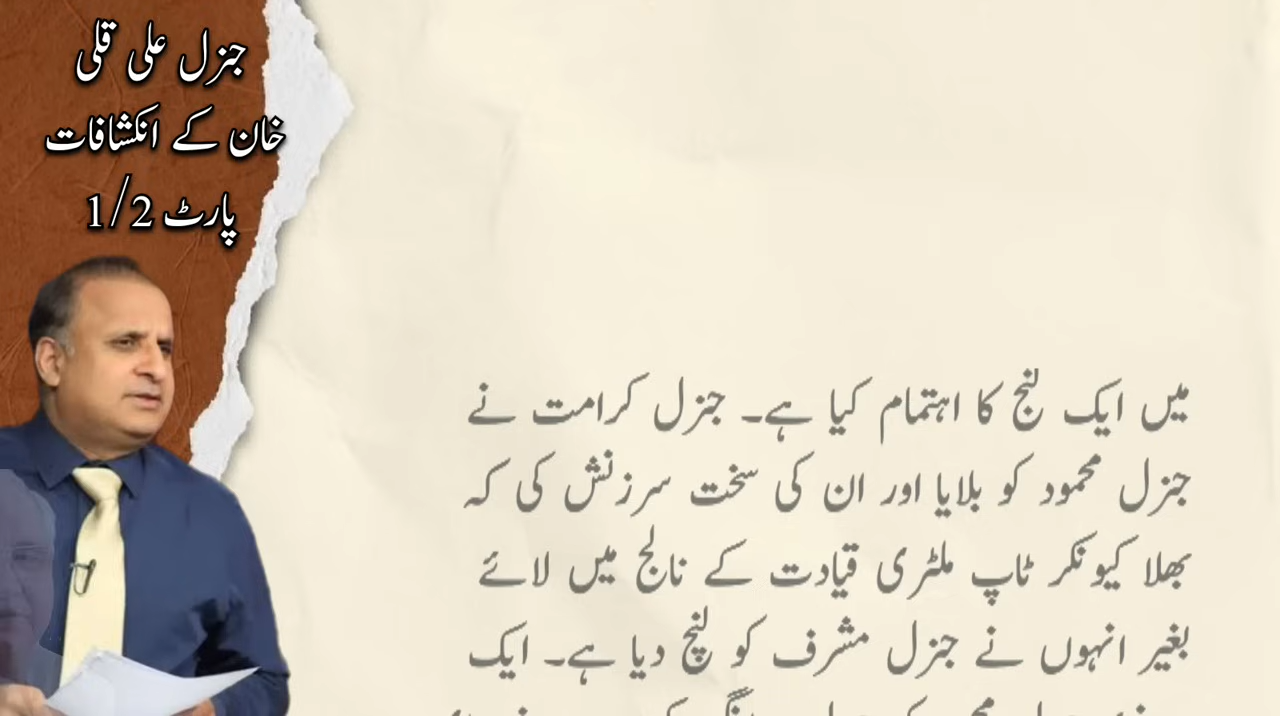 جنرل علی قلی
خان کے انکشافات
پارٹ 1/2
میں ایک لنچ کا اہتمام کیا ہے۔ جنرل کرامت نے
جنرل محمود کو بلایا اور ان کی سخت سرزنش کی کہ
بھلا کیونکر ٹاپ ملٹری قیادت کے نالج میں لائے
بغیر انہوں نے جنرل مشرف کو لنچ دیا ہے۔ ایک